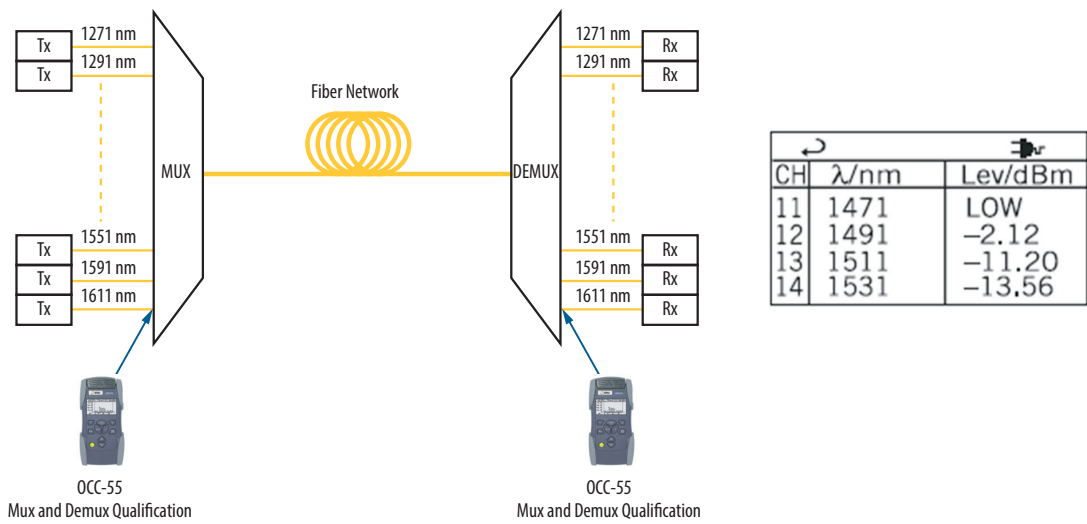 Tx 1271 nm
Tx 1291 nm
MUX
Fiber Network
DEMUX
1271 nm Rx
1291 nm Rx
Tx 1551 nm
Tx 1591 nm
Tx 1611 nm
1551 nm Rx
1591 nm Rx
1611 nm Rx
OCC-55
Mux and Demux Qualification
OCC-55
Mux and Demux Qualification
CH λ/nm Lev/dBm
11 1471 LOW
12 1491 −2.12
13 1511 −11.20
14 1531 −13.56